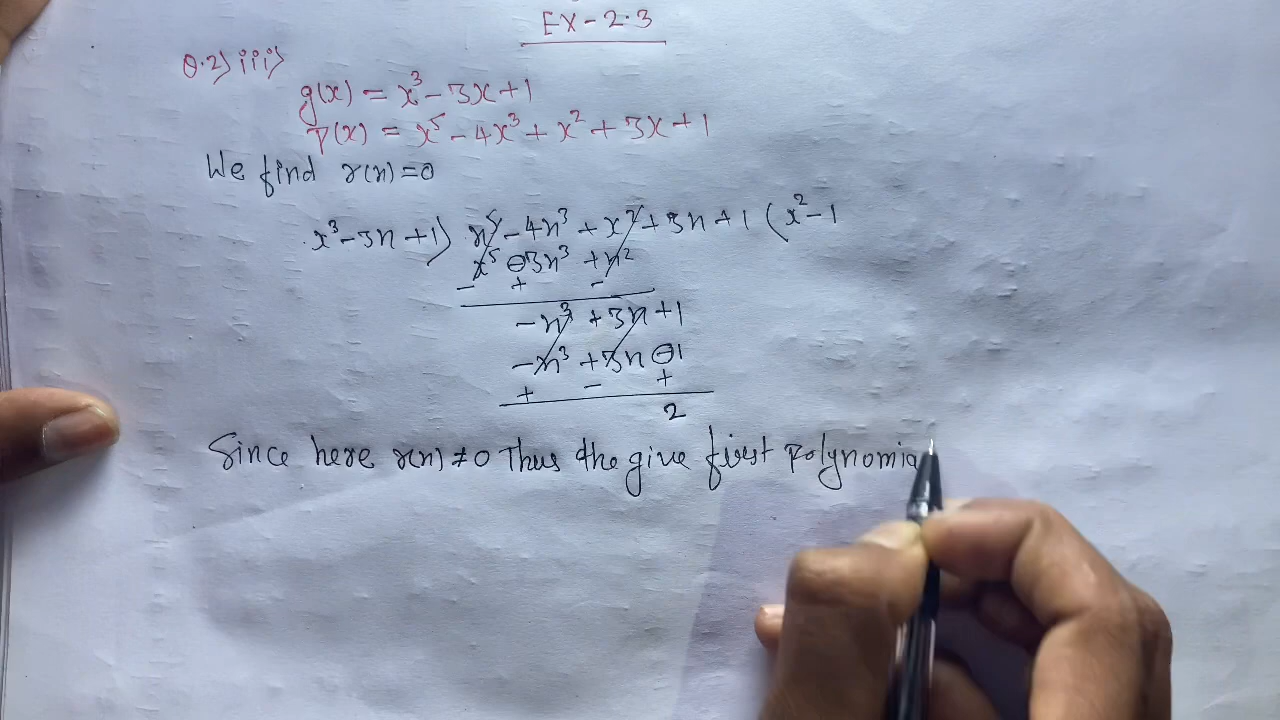 EX-2.3
Q.2) iii)
g(x) = x³ - 3x + 1
P(x) = x⁵ - 4x³ + x² + 3x + 1
We find r(x) = 0
x³ - 3x + 1) x⁵ - 4x³ + x² + 3x + 1 (x² - 1
x⁵ - 3x³ + x²
- + -
- x³ + 3x + 1
- x³ + 3x - 1
+ - +
2
Since here r(x) ≠ 0 Thus the give first Polynomia